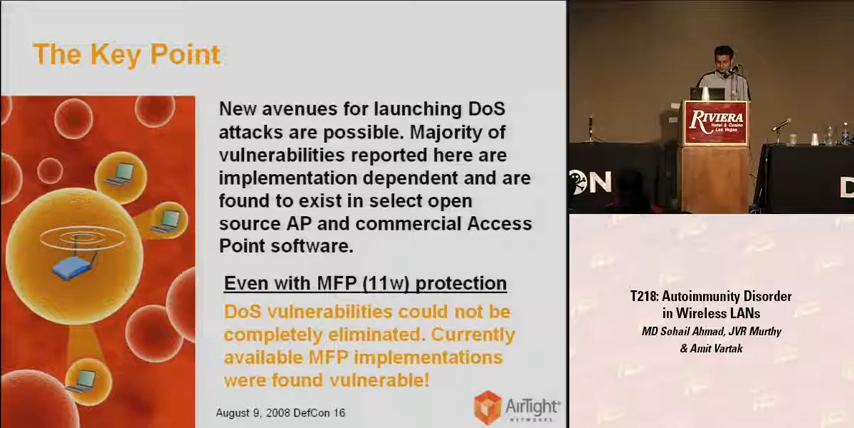 The Key Point
New avenues for launching DoS
attacks are possible. Majority of
vulnerabilities reported here are
implementation dependent and are
found to exist in select open
source AP and commercial Access
Point software.
Even with MFP (11w) protection
DoS vulnerabilities could not be
completely eliminated. Currently
available MFP implementations
were found vulnerable!
August 9, 2008 DefCon 16
AirTight
NETWORKS
RIVIERA
Hotel & Casino
Las Vegas
ON
D
T218: Autoimmunity Disorder
in Wireless LANs
MD Sohail Ahmad, JVR Murthy
& Amit Vartak